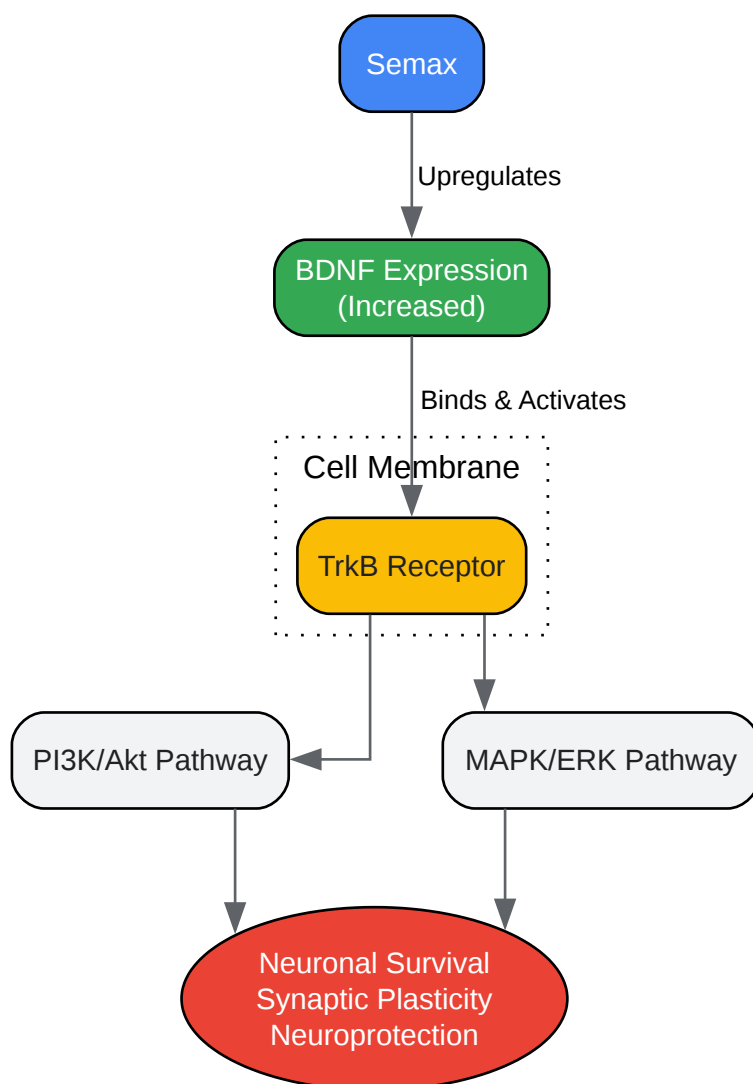 Semax
Upregulates
BDNF Expression
(Increased)
Binds & Activates
Cell Membrane
TrkB Receptor
PI3K/Akt Pathway
MAPK/ERK Pathway
Neuronal Survival
Synaptic Plasticity
Neuroprotection